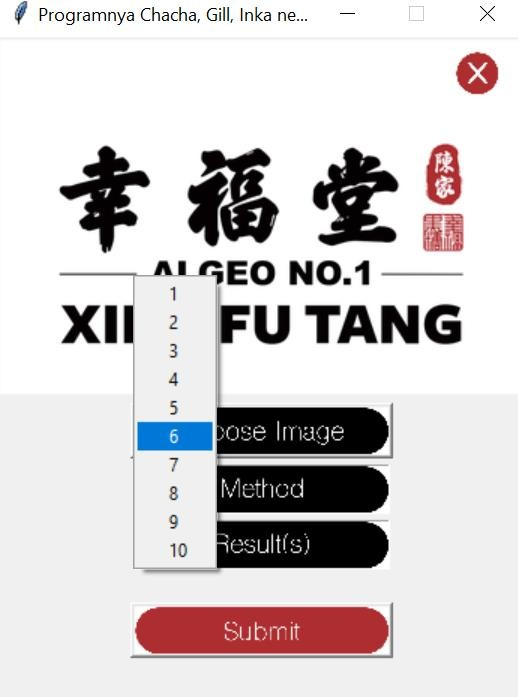 Programnya Chacha, Gill, Inka ne...
X
幸福堂
陳家
ALGEO NO.1
XI FU TANG
1
2
3
4
5
6
7
8
9
10
oose Image
Method
Result(s)
Submit